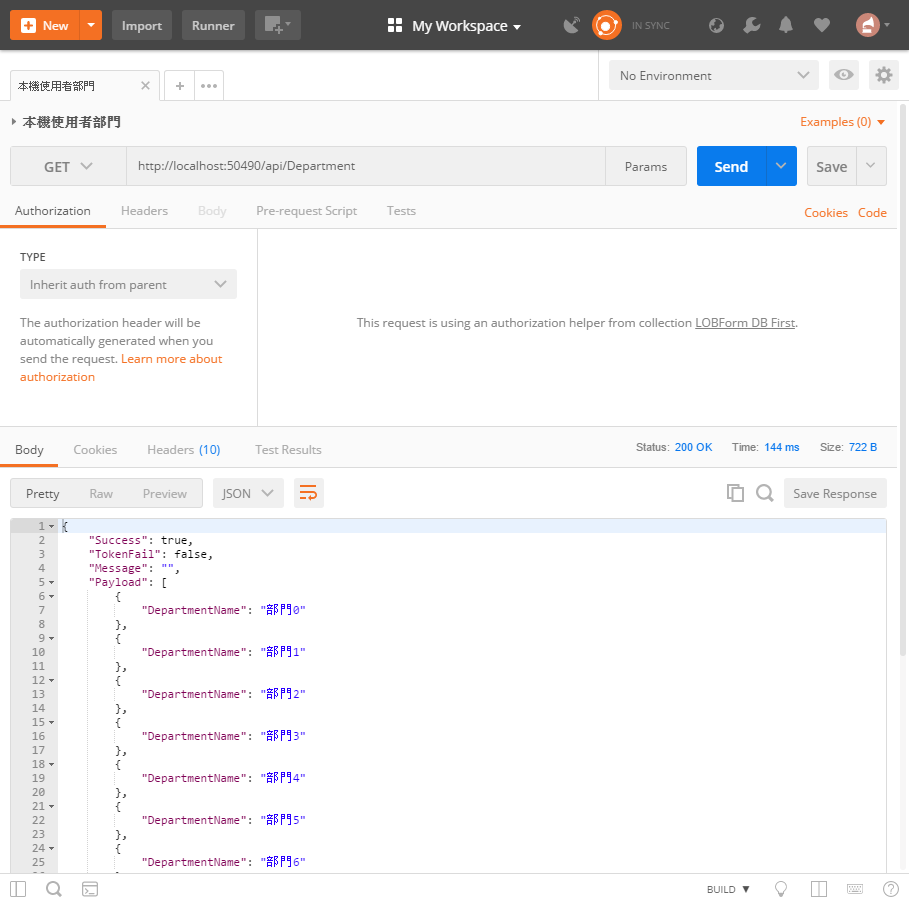 New Import Runner My Workspace IN SYNC
本機使用者部門 No Environment
本機使用者部門 Examples (0)
GET http://localhost:50490/api/Department Params Send Save
Authorization Headers Body Pre-request Script Tests Cookies Code
TYPE
Inherit auth from parent
The authorization header will be
automatically generated when you
send the request. Learn more about
authorization
This request is using an authorization helper from collection LOBForm DB First.
Body Cookies Headers (10) Test Results Status: 200 OK Time: 144 ms Size: 722 B
Pretty Raw Preview JSON Save Response
1 {
2 "Success": true,
3 "TokenFail": false,
4 "Message": "",
5 "Payload": [
6 {
7 "DepartmentName": "部門0"
8 },
9 {
10 "DepartmentName": "部門1"
11 },
12 {
13 "DepartmentName": "部門2"
14 },
15 {
16 "DepartmentName": "部門3"
17 },
18 {
19 "DepartmentName": "部門4"
20 },
21 {
22 "DepartmentName": "部門5"
23 },
24 {
25 "DepartmentName": "部門6"
BUILD